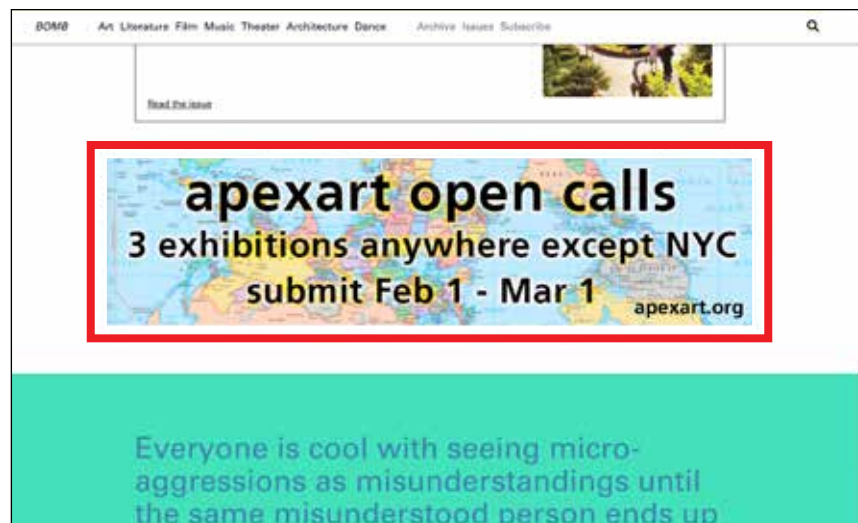 BOMB Art Literature Film Music Theater Architecture Dance Archive Issues Subscribe
Read the issue
apexart open calls
3 exhibitions anywhere except NYC
submit Feb 1 - Mar 1
apexart.org
Everyone is cool with seeing micro-
aggressions as misunderstandings until
the same misunderstood person ends up